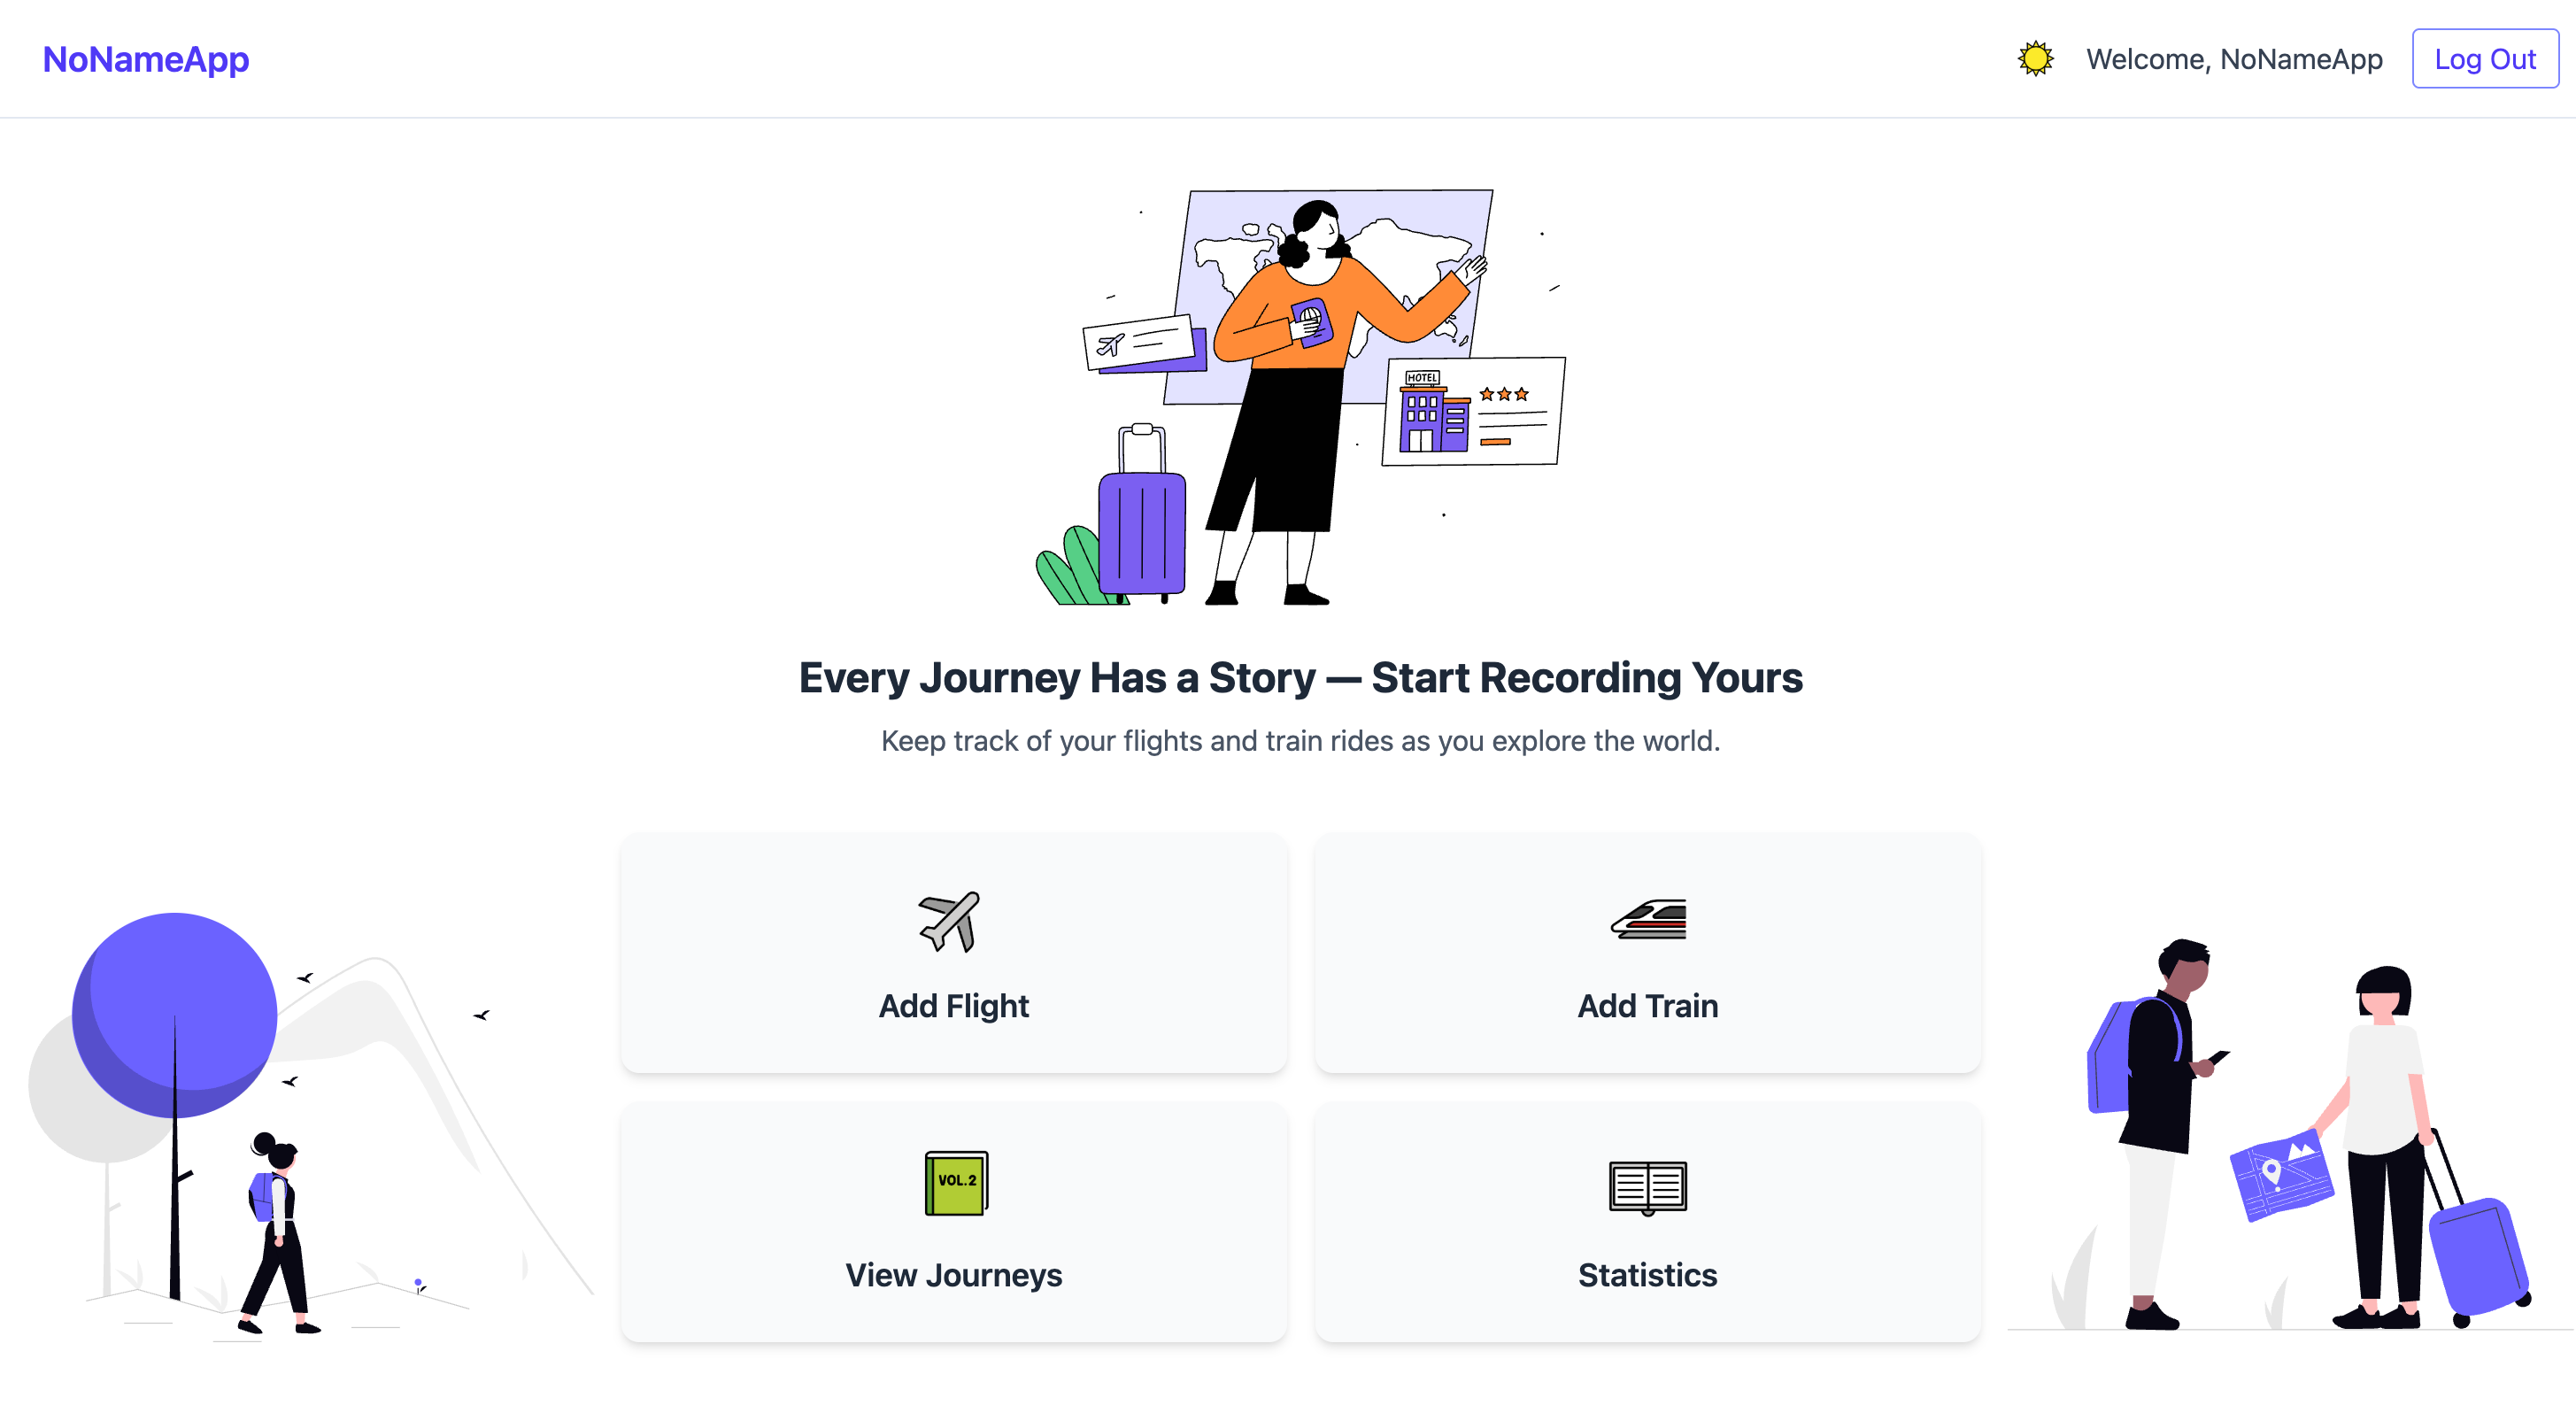 NoNameApp
Welcome, NoNameApp
Log Out
HOTEL
Every Journey Has a Story — Start Recording Yours
Keep track of your flights and train rides as you explore the world.
Add Flight
Add Train
VOL.2
View Journeys
Statistics